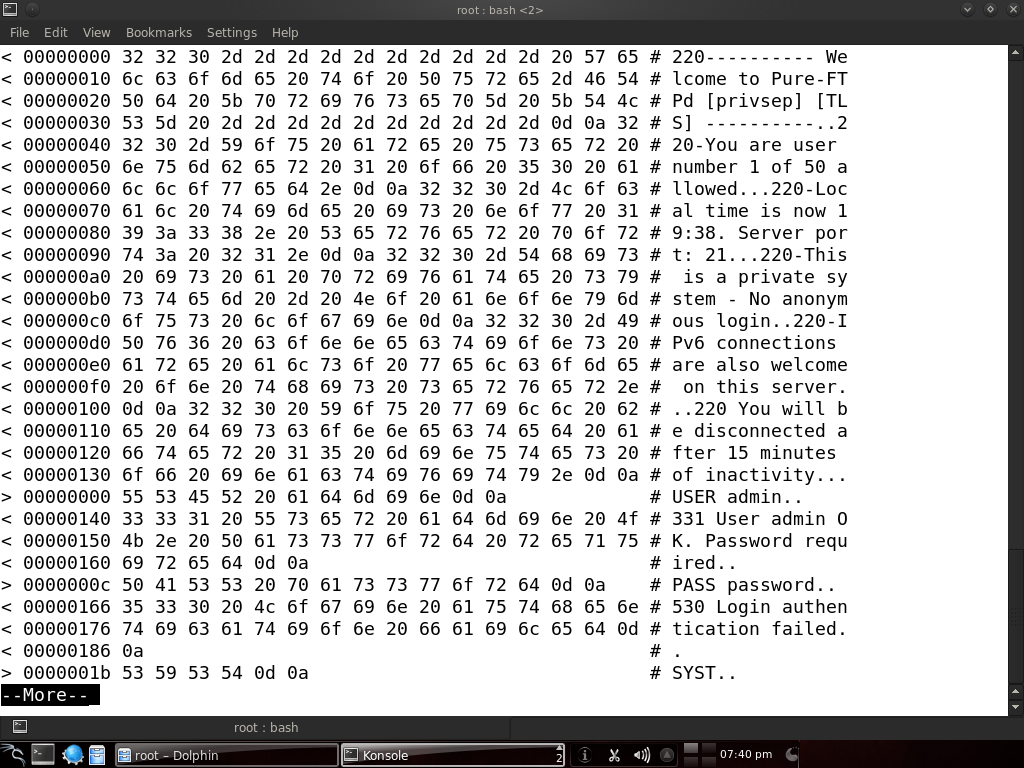 root : bash <2>
File Edit View Bookmarks Settings Help
< 00000000 32 32 30 2d 2d 2d 2d 2d 2d 2d 2d 2d 2d 20 57 65 # 220---------- We
< 00000010 6c 63 6f 6d 65 20 74 6f 20 50 75 72 65 2d 46 54 # lcome to Pure-FT
< 00000020 50 64 20 5b 70 72 69 76 73 65 70 5d 20 5b 54 4c # Pd [privsep] [TL
< 00000030 53 5d 20 2d 2d 2d 2d 2d 2d 2d 2d 2d 2d 0d 0a 32 # S] ----------..2
< 00000040 32 30 2d 59 6f 75 20 61 72 65 20 75 73 65 72 20 # 20-You are user
< 00000050 6e 75 6d 62 65 72 20 31 20 6f 66 20 35 30 20 61 # number 1 of 50 a
< 00000060 6c 6c 6f 77 65 64 2e 0d 0a 32 32 30 2d 4c 6f 63 # llowed...220-Loc
< 00000070 61 6c 20 74 69 6d 65 20 69 73 20 6e 6f 77 20 31 # al time is now 1
< 00000080 39 3a 33 38 2e 20 53 65 72 76 65 72 20 70 6f 72 # 9:38. Server por
< 00000090 74 3a 20 32 31 2e 0d 0a 32 32 30 2d 54 68 69 73 # t: 21...220-This
< 000000a0 20 69 73 20 61 20 70 72 69 76 61 74 65 20 73 79 #  is a private sy
< 000000b0 73 74 65 6d 20 2d 20 4e 6f 20 61 6e 6f 6e 79 6d # stem - No anonym
< 000000c0 6f 75 73 20 6c 6f 67 69 6e 0d 0a 32 32 30 2d 49 # ous login..220-I
< 000000d0 50 76 36 20 63 6f 6e 6e 65 63 74 69 6f 6e 73 20 # Pv6 connections
< 000000e0 61 72 65 20 61 6c 73 6f 20 77 65 6c 63 6f 6d 65 # are also welcome
< 000000f0 20 6f 6e 20 74 68 69 73 20 73 65 72 76 65 72 2e #  on this server.
< 00000100 0d 0a 32 32 30 20 59 6f 75 20 77 69 6c 6c 20 62 # ..220 You will b
< 00000110 65 20 64 69 73 63 6f 6e 6e 65 63 74 65 64 20 61 # e disconnected a
< 00000120 66 74 65 72 20 31 35 20 6d 69 6e 75 74 65 73 20 # fter 15 minutes
< 00000130 6f 66 20 69 6e 61 63 74 69 76 69 74 79 2e 0d 0a # of inactivity...
> 00000000 55 53 45 52 20 61 64 6d 69 6e 0d 0a # USER admin..
< 00000140 33 33 31 20 55 73 65 72 20 61 64 6d 69 6e 20 4f # 331 User admin O
< 00000150 4b 2e 20 50 61 73 73 77 6f 72 64 20 72 65 71 75 # K. Password requ
< 00000160 69 72 65 64 0d 0a # ired..
> 0000000c 50 41 53 53 20 70 61 73 73 77 6f 72 64 0d 0a # PASS password..
< 00000166 35 33 30 20 4c 6f 67 69 6e 20 61 75 74 68 65 6e # 530 Login authen
< 00000176 74 69 63 61 74 69 6f 6e 20 66 61 69 6c 65 64 0d # tication failed.
< 00000186 0a # .
> 0000001b 53 59 53 54 0d 0a # SYST..
--More--
root : bash
root – Dolphin Konsole 2 07:40 pm